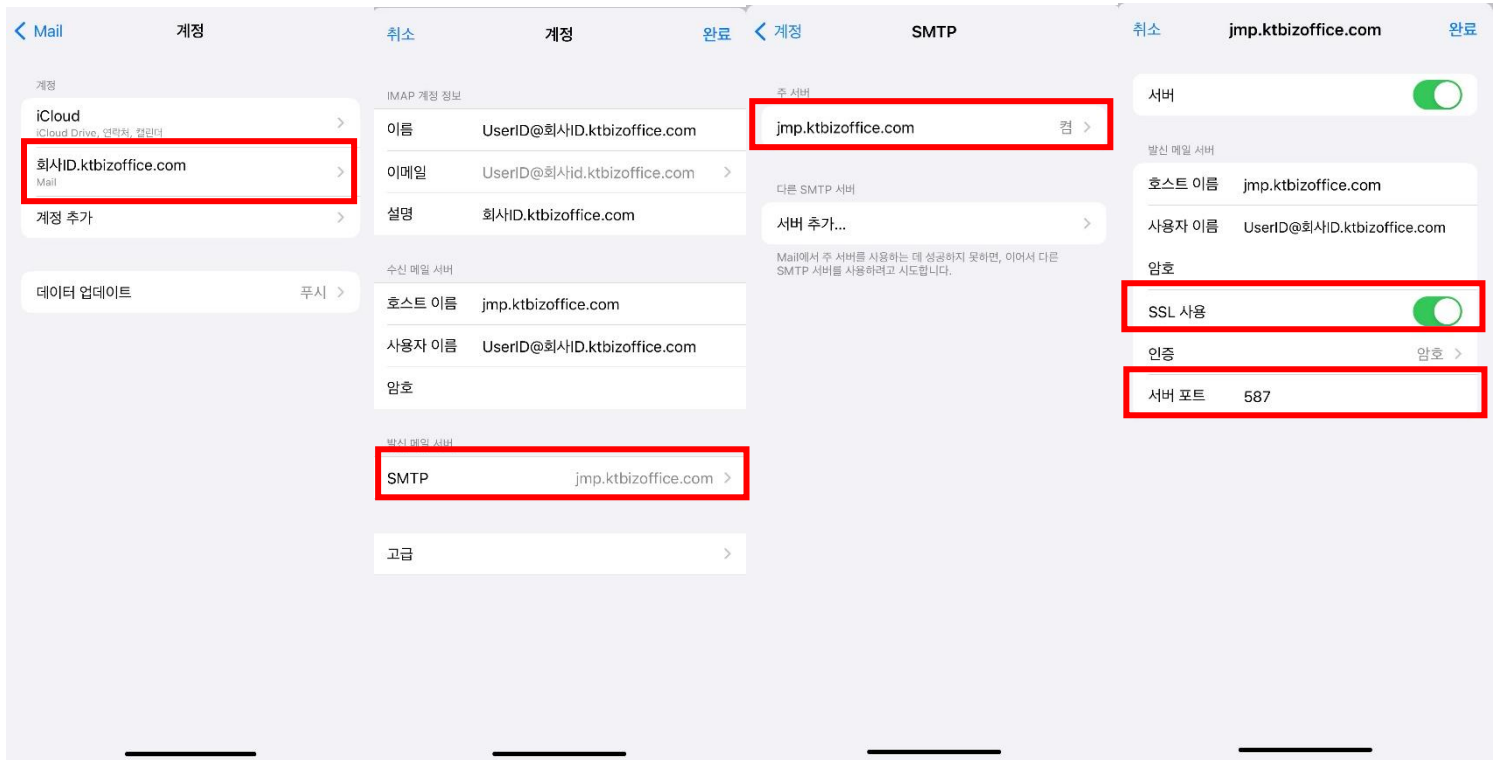 Mail
계정
계정
iCloud
iCloud Drive, 연락처, 캘린더
회사ID.ktbizoffice.com
Mail
계정 추가
데이터 업데이트 푸시
취소 계정 완료
IMAP 계정 정보
이름 UserID@회사ID.ktbizoffice.com
이메일 UserID@회사id.ktbizoffice.com
설명 회사ID.ktbizoffice.com
수신 메일 서버
호스트 이름 jmp.ktbizoffice.com
사용자 이름 UserID@회사ID.ktbizoffice.com
암호
발신 메일 서버
SMTP jmp.ktbizoffice.com
고급
계정 SMTP
주 서버
jmp.ktbizoffice.com 켬
다른 SMTP 서버
서버 추가...
Mail에서 주 서버를 사용하는 데 성공하지 못하면, 이어서 다른
SMTP 서버를 사용하려고 시도합니다.
취소 jmp.ktbizoffice.com 완료
서버
발신 메일 서버
호스트 이름 jmp.ktbizoffice.com
사용자 이름 UserID@회사ID.ktbizoffice.com
암호
SSL 사용
인증 암호
서버 포트 587